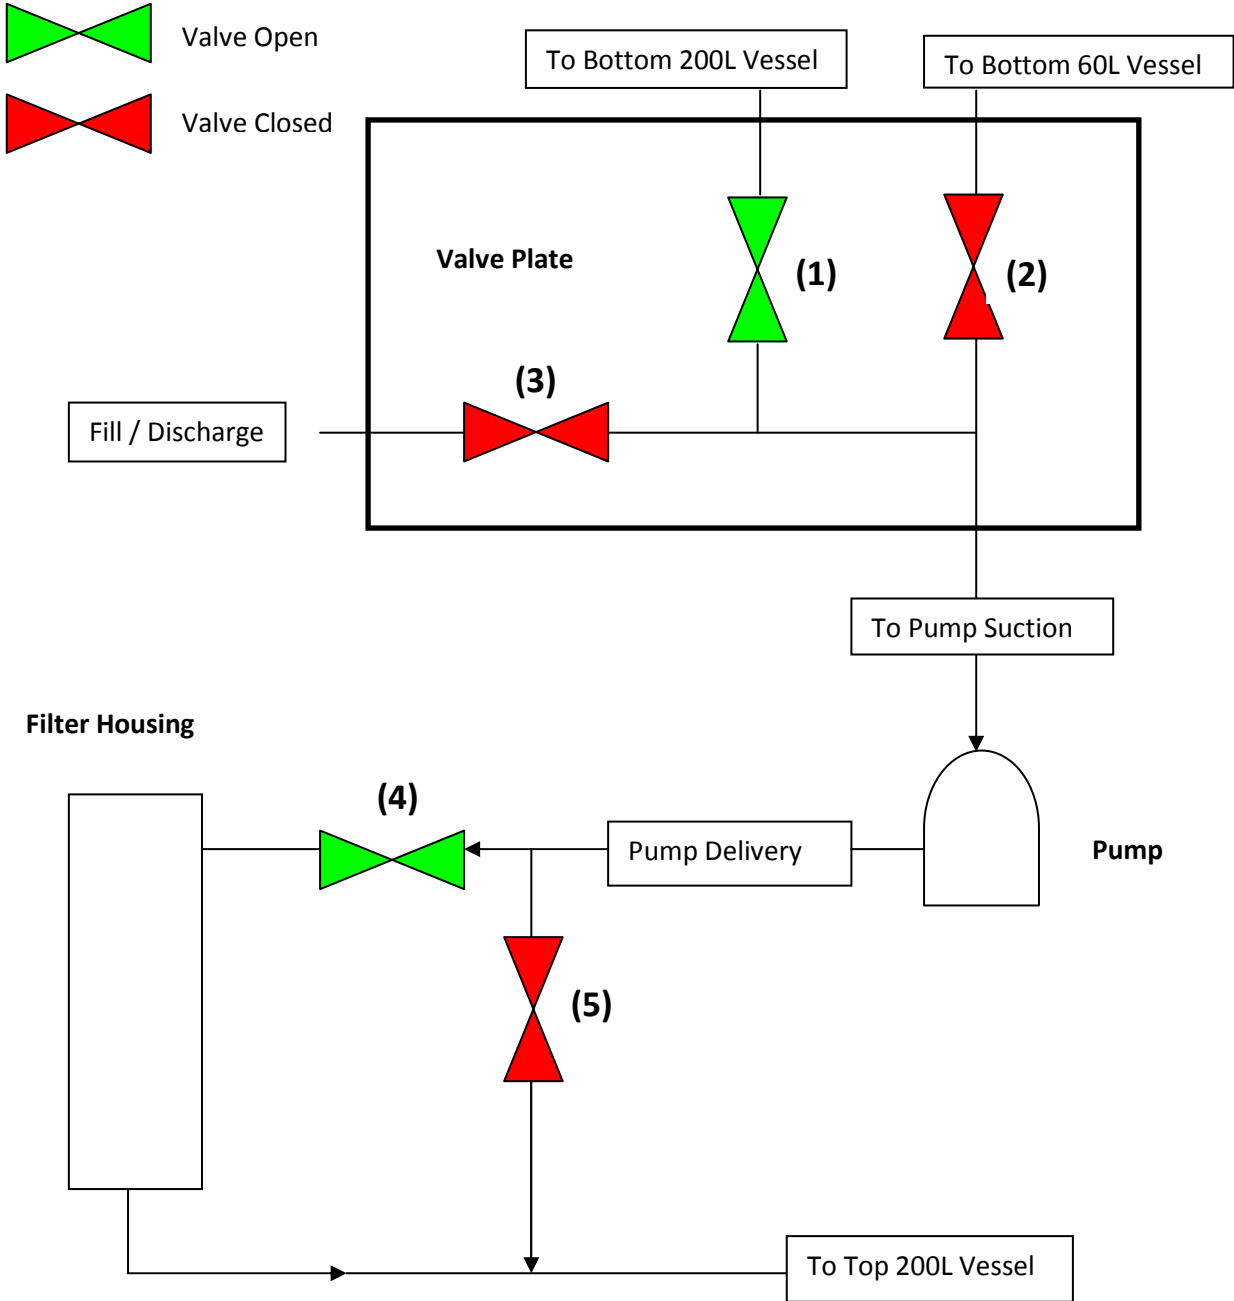 Valve Open
To Bottom 200L Vessel
To Bottom 60L Vessel
Valve Closed
Valve Plate
(1)
(2)
(3)
Fill / Discharge
To Pump Suction
Filter Housing
(4)
Pump Delivery
Pump
(5)
To Top 200L Vessel